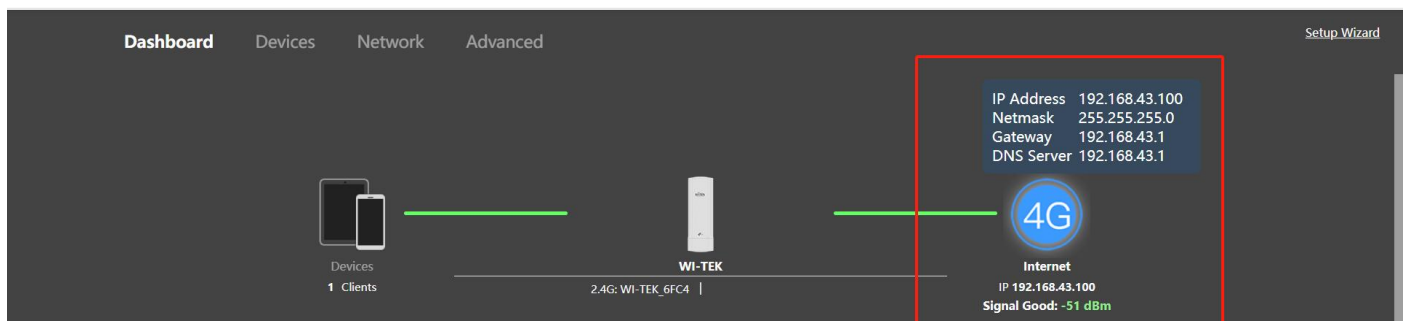 Dashboard Devices Network Advanced
Setup Wizard
IP Address 192.168.43.100
Netmask 255.255.255.0
Gateway 192.168.43.1
DNS Server 192.168.43.1
4G
Devices
1 Clients
WI-TEK
2.4G: WI-TEK_6FC4 |
Internet
IP 192.168.43.100
Signal Good: -51 dBm